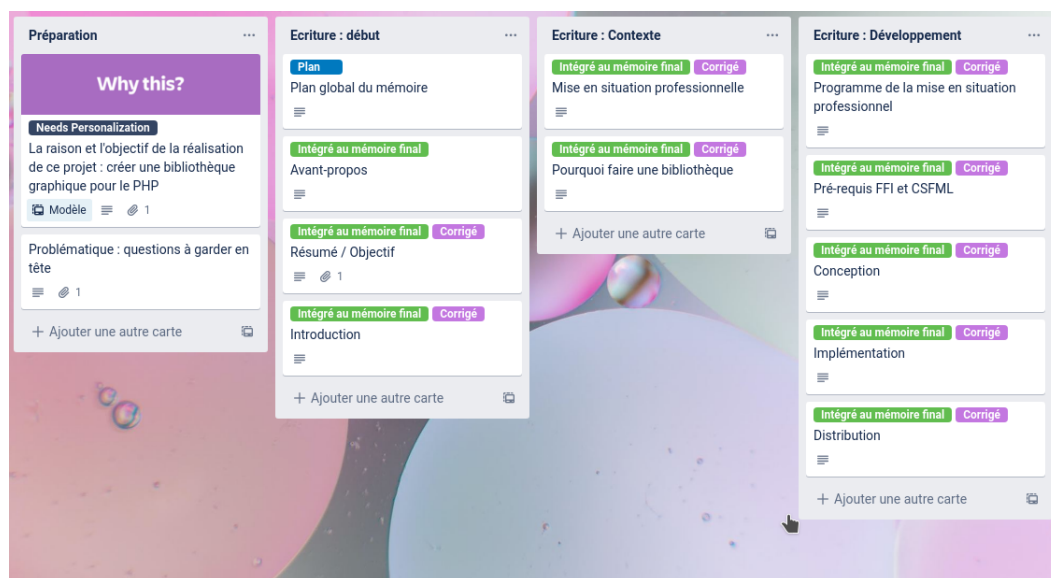 Préparation
Why this?
Needs Personalization
La raison et l'objectif de la réalisation
de ce projet : créer une bibliothèque
graphique pour le PHP
Modèle 1
Problématique : questions à garder en
tête
1
+ Ajouter une autre carte
Ecriture : début
Plan
Plan global du mémoire
Intégré au mémoire final
Avant-propos
Intégré au mémoire final Corrigé
Résumé / Objectif
1
Intégré au mémoire final Corrigé
Introduction
+ Ajouter une autre carte
Ecriture : Contexte
Intégré au mémoire final Corrigé
Mise en situation professionnelle
Intégré au mémoire final Corrigé
Pourquoi faire une bibliothèque
+ Ajouter une autre carte
Ecriture : Développement
Intégré au mémoire final Corrigé
Programme de la mise en situation
professionnel
Intégré au mémoire final Corrigé
Pré-requis FFI et CSFML
Intégré au mémoire final Corrigé
Conception
Intégré au mémoire final Corrigé
Implémentation
Intégré au mémoire final Corrigé
Distribution
+ Ajouter une autre carte